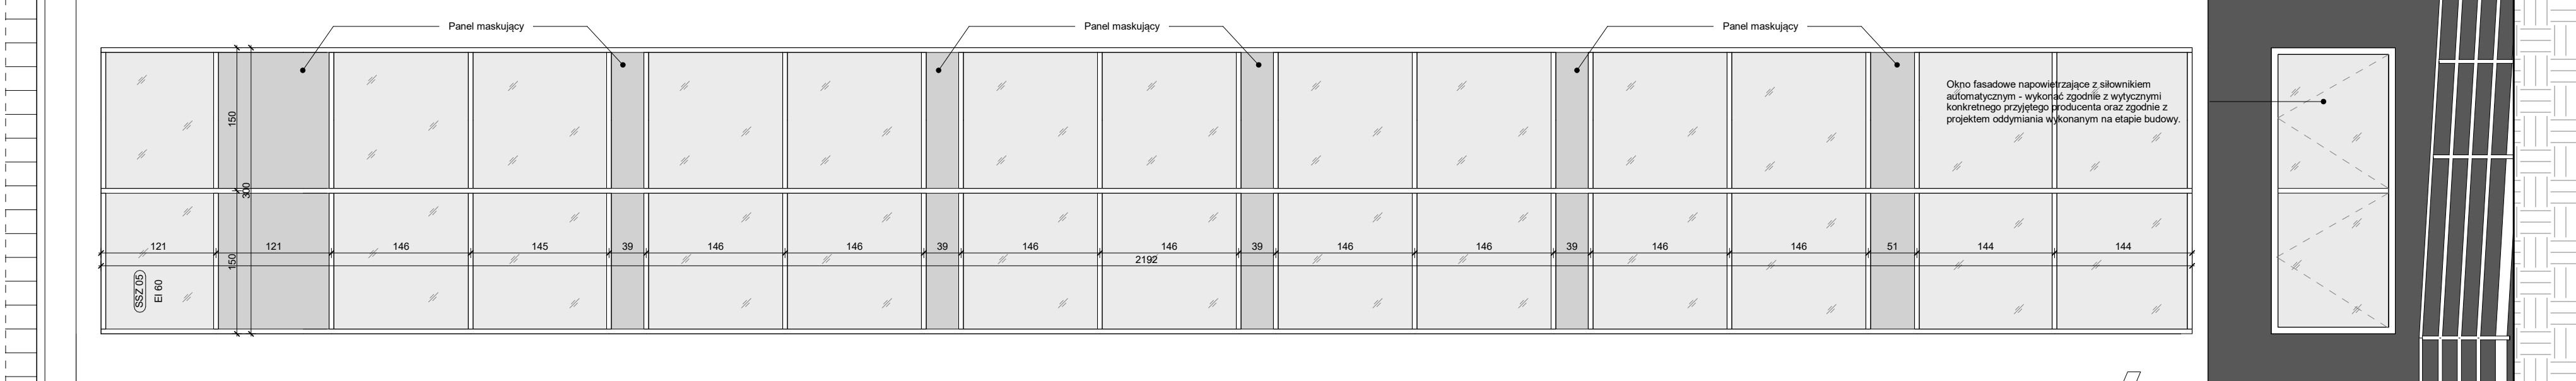 Panel maskujący
Panel maskujący
Panel maskujący
Okno fasadowe napowietrzające z siłownikiem
automatycznym - wykonać zgodnie z wytycznymi
konkretnego przyjętego producenta oraz zgodnie z
projektem oddymiania wykonanym na etapie budowy.
150
300
150
121
121
146
145
39
146
146
39
146
146
39
146
146
39
146
146
51
144
144
2192
SSZ 05
EI 60